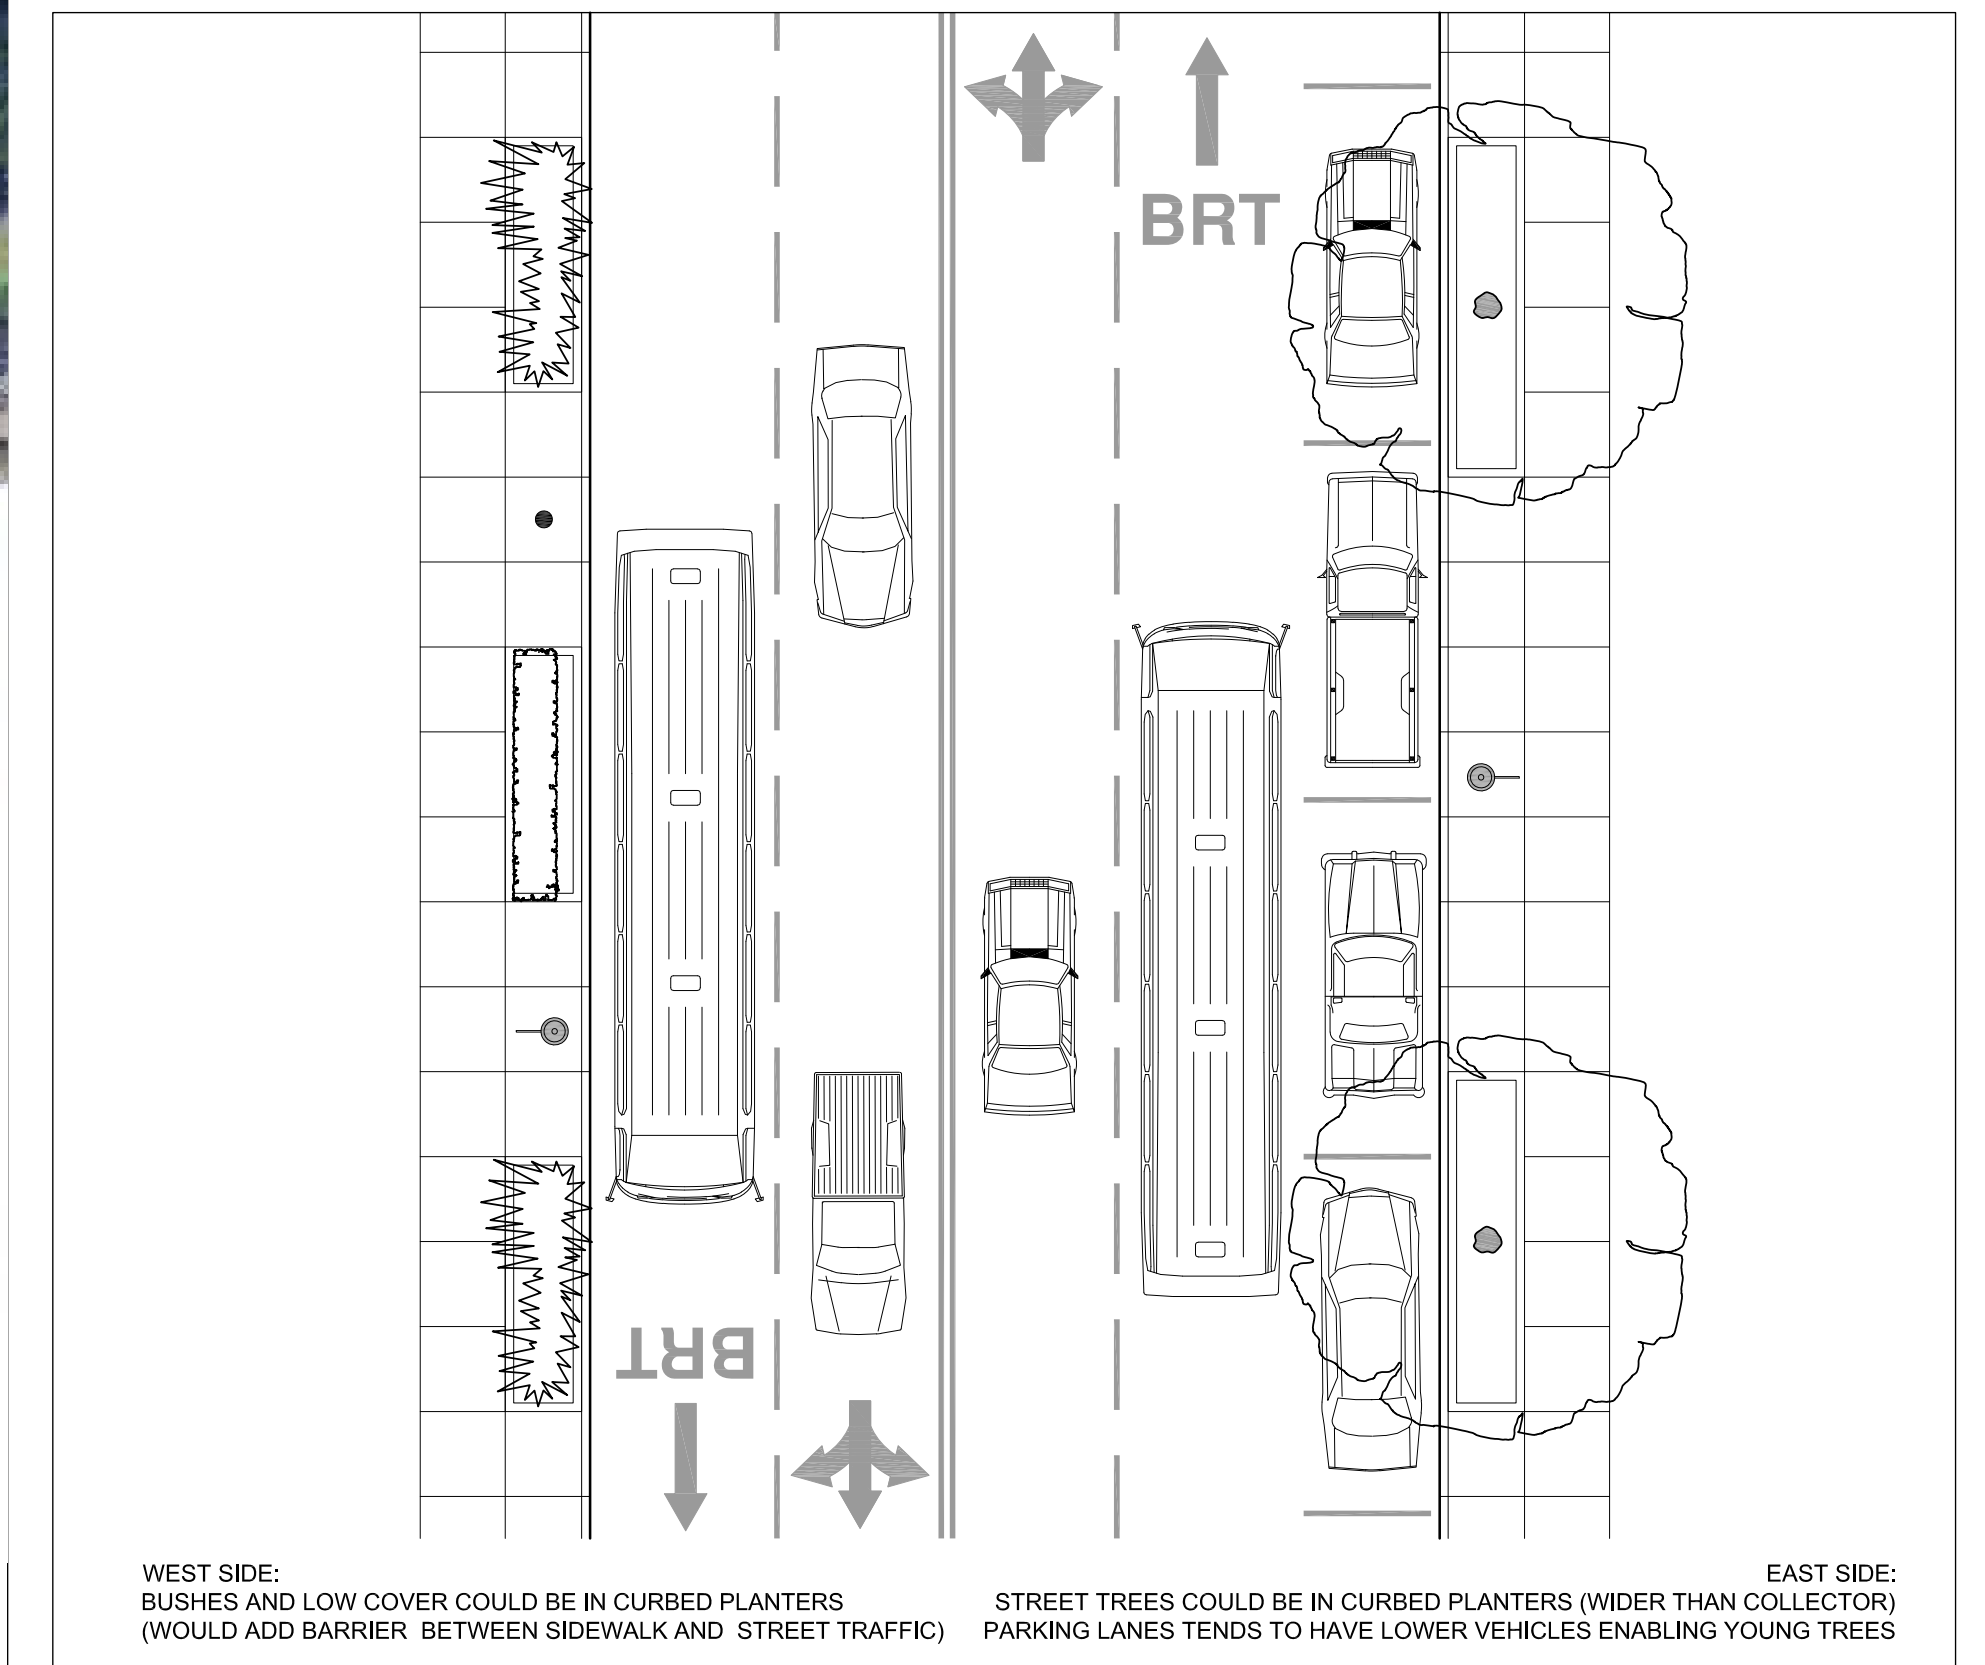 BRT
BRT
WEST SIDE:
BUSHES AND LOW COVER COULD BE IN CURBED PLANTERS
(WOULD ADD BARRIER BETWEEN SIDEWALK AND STREET TRAFFIC)
EAST SIDE:
STREET TREES COULD BE IN CURBED PLANTERS (WIDER THAN COLLECTOR)
PARKING LANES TENDS TO HAVE LOWER VEHICLES ENABLING YOUNG TREES